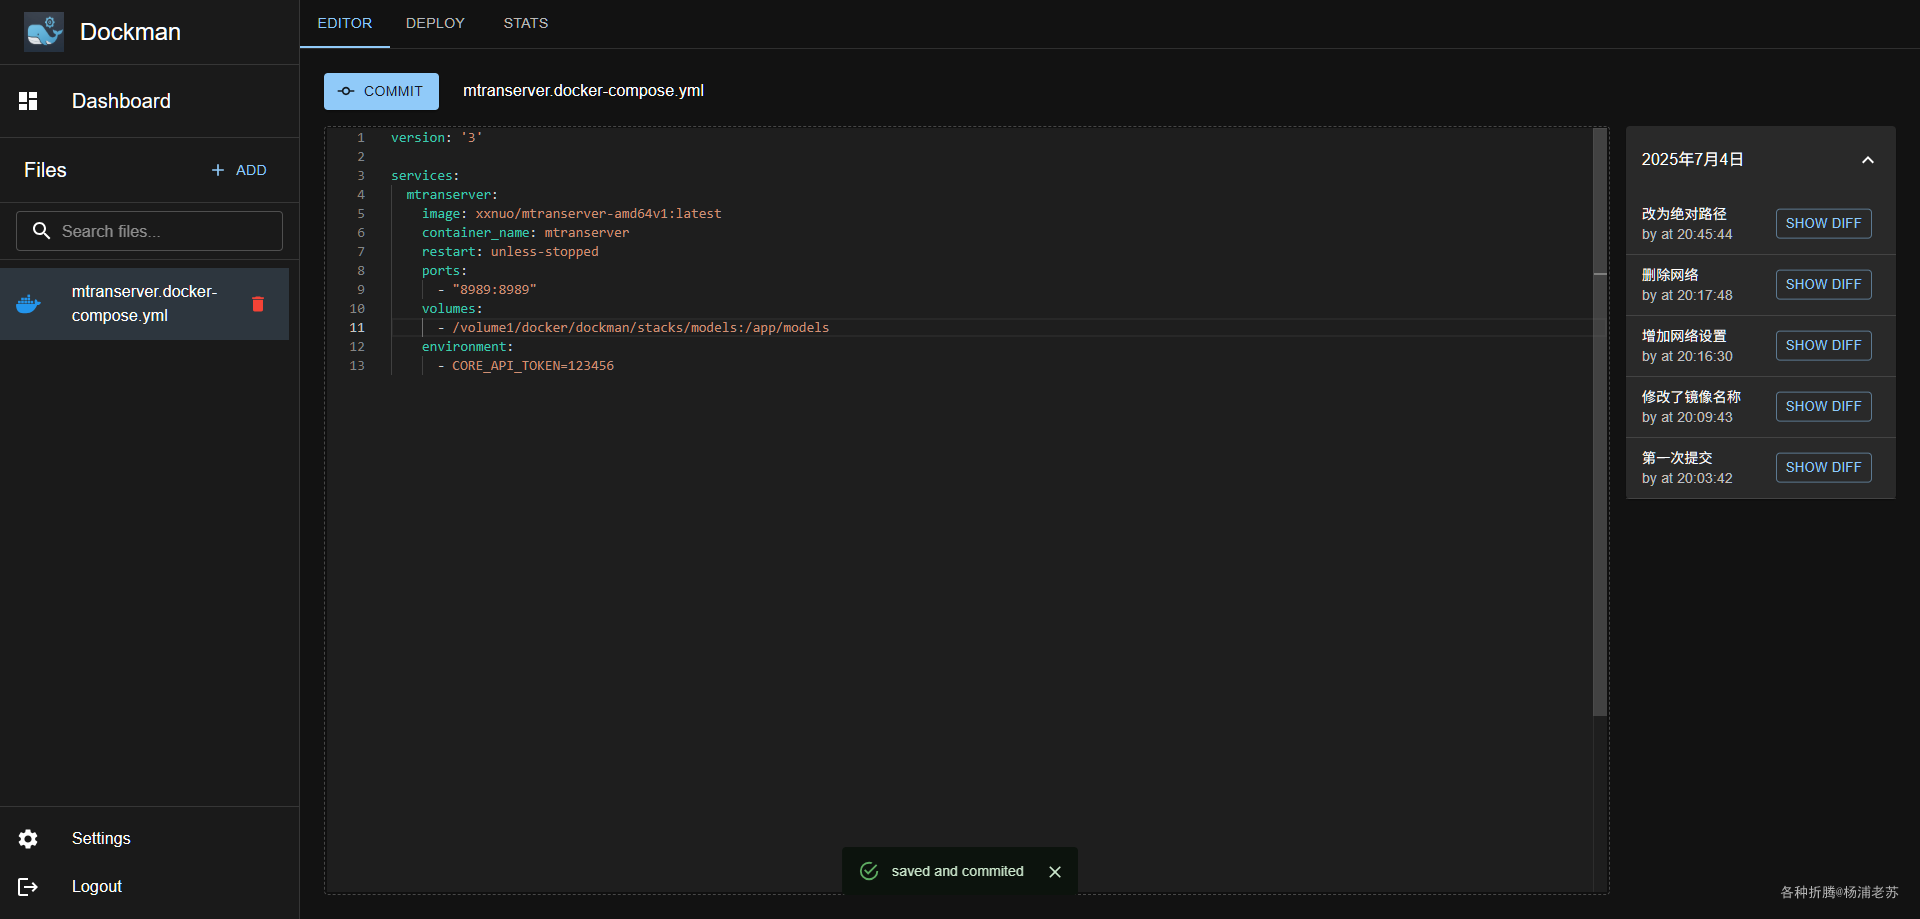 Dockman
Dashboard
Files
ADD
Search files...
mtranserver.docker-
compose.yml
Settings
Logout
EDITOR
DEPLOY
STATS
COMMIT
mtranserver.docker-compose.yml
1 version: '3'
2
3 services:
4 mtranserver:
5 image: xxnuo/mtranserver-amd64v1:latest
6 container_name: mtranserver
7 restart: unless-stopped
8 ports:
9 - "8989:8989"
10 volumes:
11 - /volume1/docker/dockman/stacks/models:/app/models
12 environment:
13 - CORE_API_TOKEN=123456
2025年7月4日
改为绝对路径
by at 20:45:44
SHOW DIFF
删除网络
by at 20:17:48
SHOW DIFF
增加网络设置
by at 20:16:30
SHOW DIFF
修改了镜像名称
by at 20:09:43
SHOW DIFF
第一次提交
by at 20:03:42
SHOW DIFF
saved and commited
各种折腾@杨浦老苏